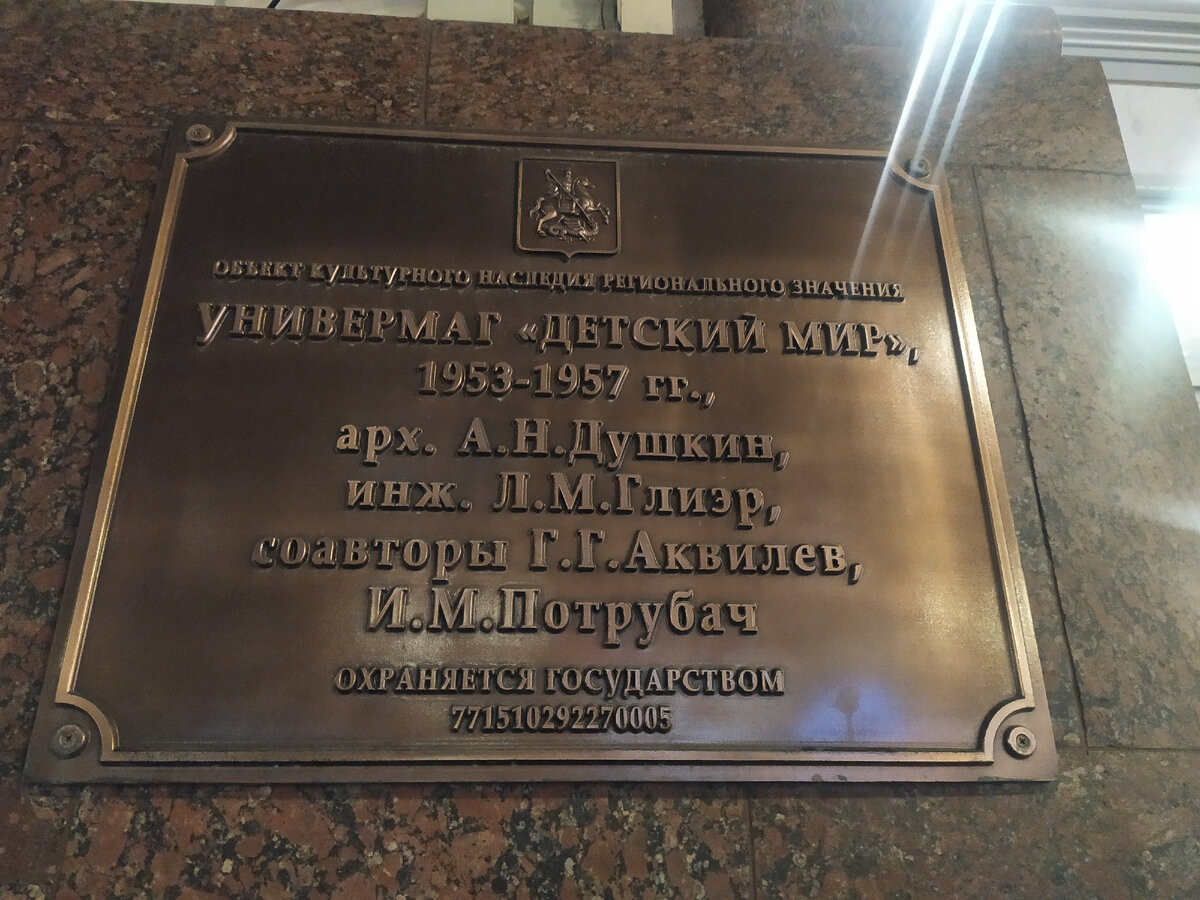 ОБЪЕКТ КУЛЬТУРНОГО НАСЛЕДИЯ РЕГИОНАЛЬНОГО ЗНАЧЕНИЯ
УНИВЕРМАГ «ДЕТСКИЙ МИР»,
1953-1957 гг.,
арх. А.Н.Душкин,
инж. Л.М.Глиэр,
соавторы Г.Г.Аквилев,
И.М.Потрубач
ОХРАНЯЕТСЯ ГОСУДАРСТВОМ
771510292270005